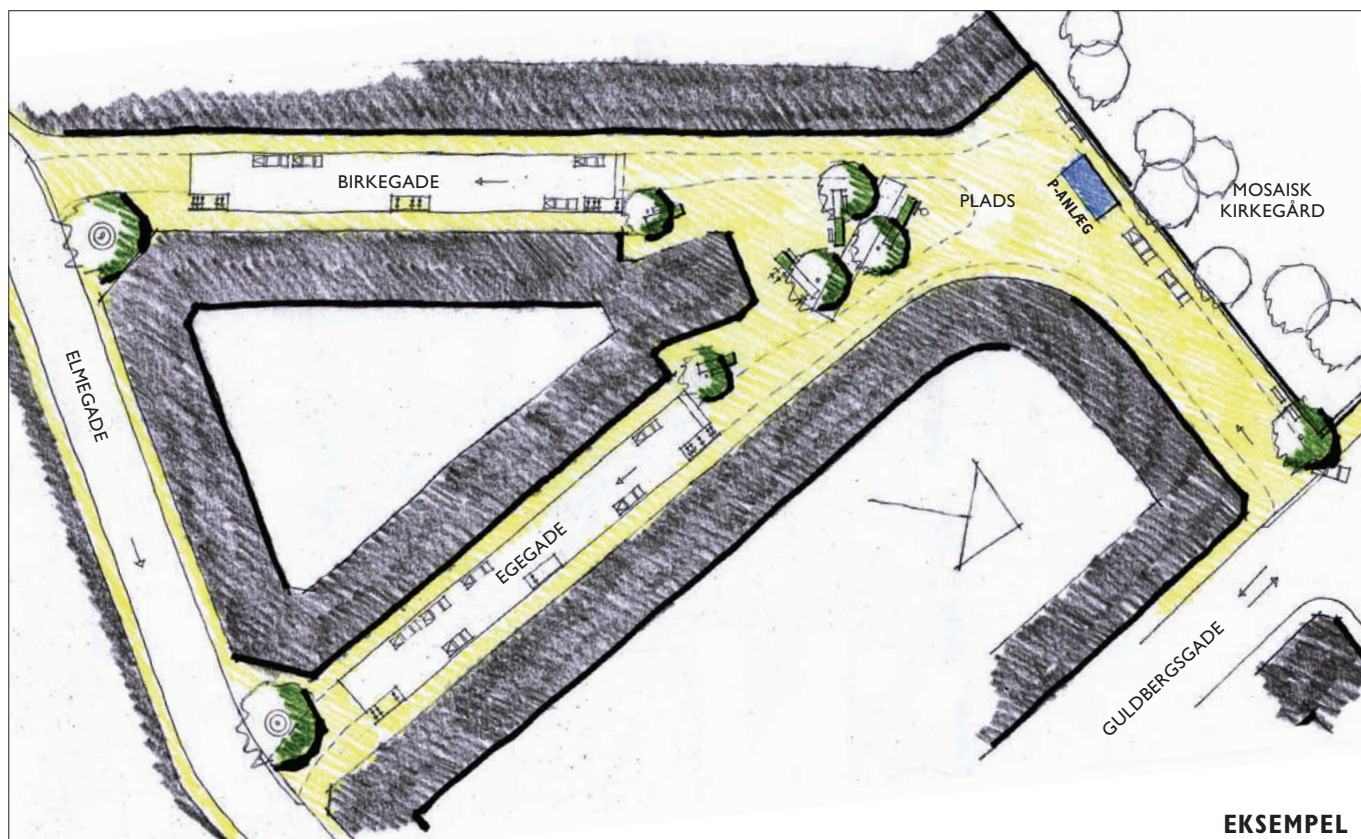 BIRKEGADE
PLADS
P-ANLÆG
MOSAISK
KIRKEGÅRD
ELMEGADE
EGEGADE
GULDBERGSGADE
EKSEMPEL